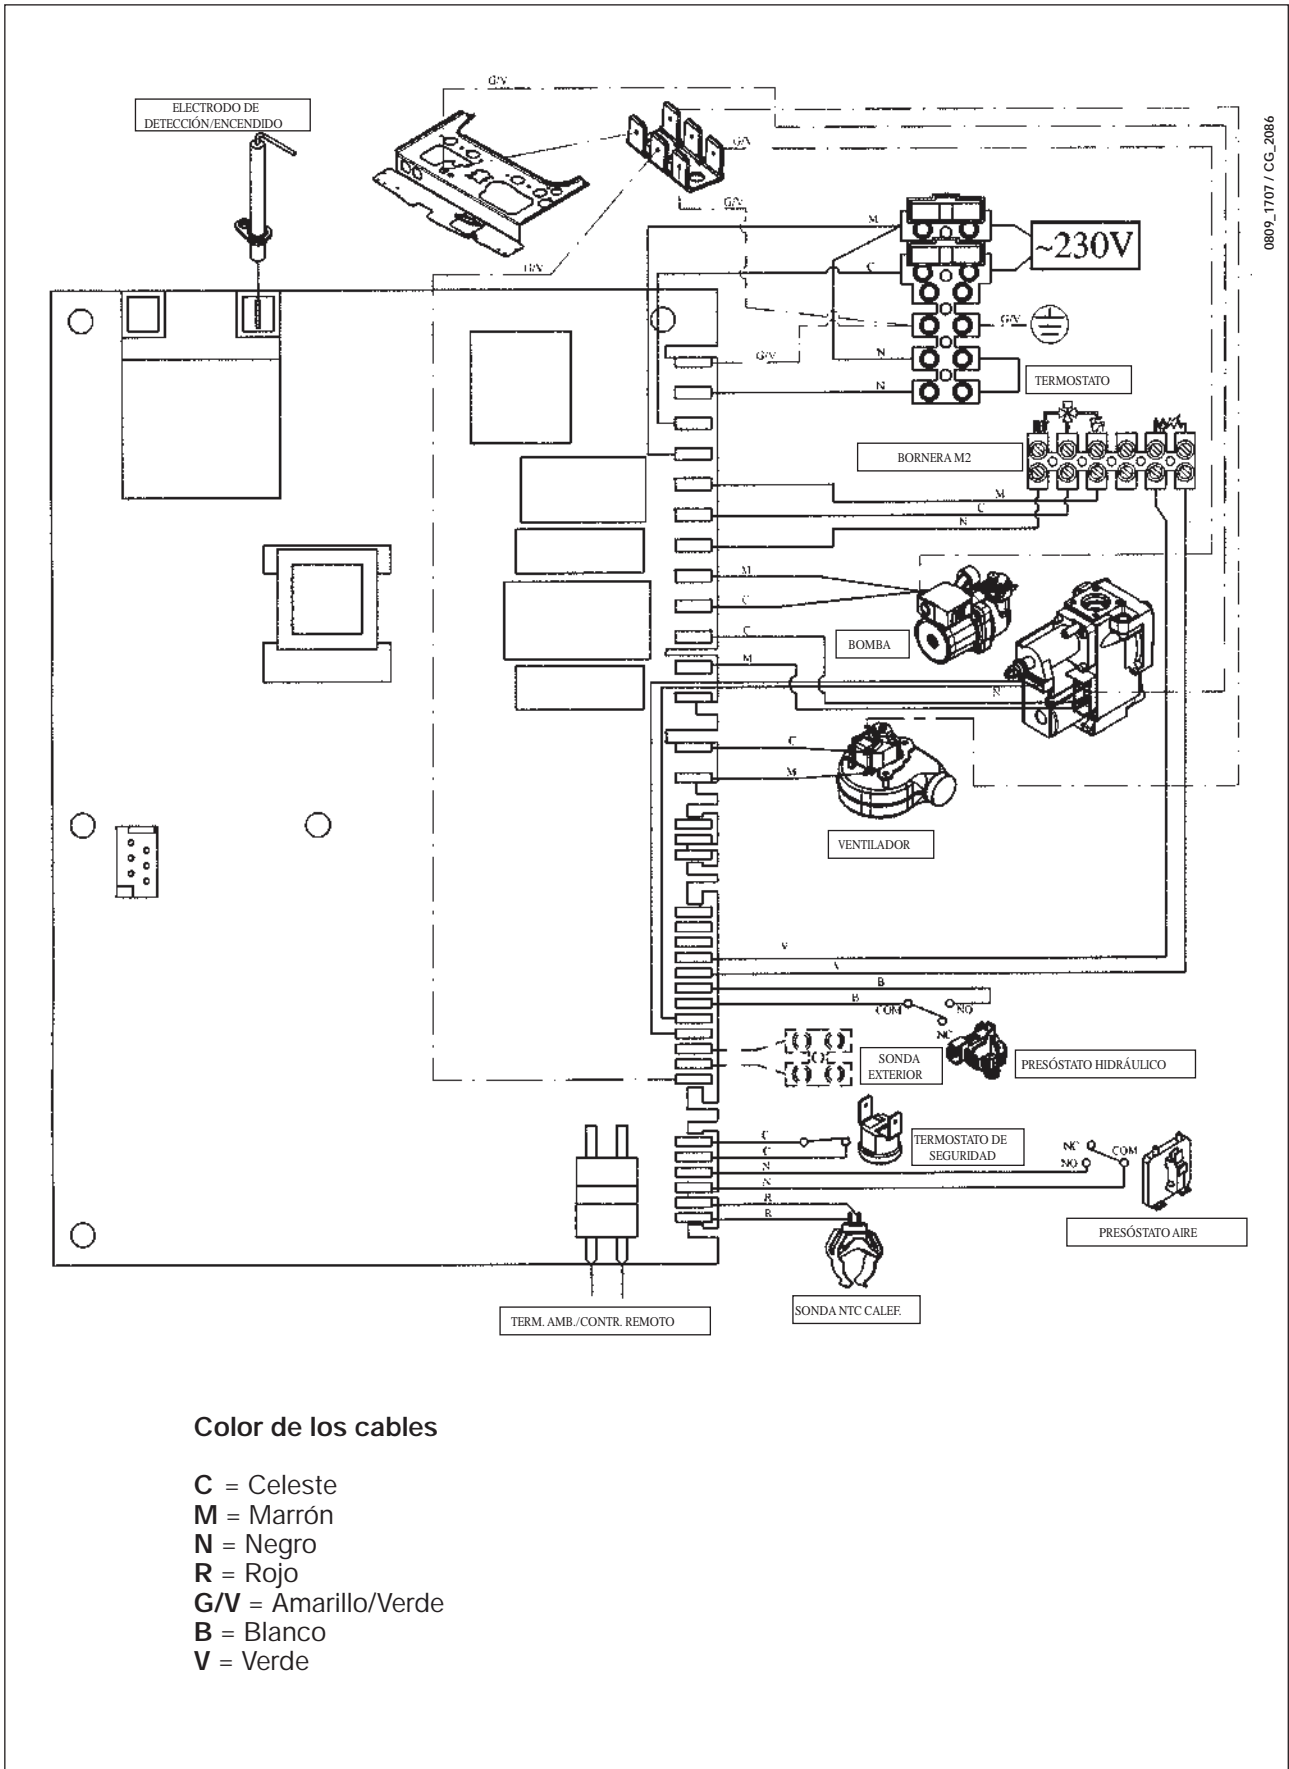 G/V
ELECTRODO DE
DETECCIÓN/ENCENDIDO
0809_1707 / CG_2086
G/V
G/V
M
~230V
G/V
C
G/V
G/V
N
TERMOSTATO
N
BORNERA M2
M
C
N
M
C
BOMBA
C
M
N
C
M
VENTILADOR
V
B
B
COM
NO
NC
SONDA
EXTERIOR
PRESÓSTATO HIDRÁULICO
C
TERMOSTATO DE
SEGURIDAD
C
NC
COM
NO
N
N
R
R
PRESÓSTATO AIRE
SONDA NTC CALEF.
TERM. AMB./CONTR. REMOTO
Color de los cables
C = Celeste
M = Marrón
N = Negro
R = Rojo
G/V = Amarillo/Verde
B = Blanco
V = Verde